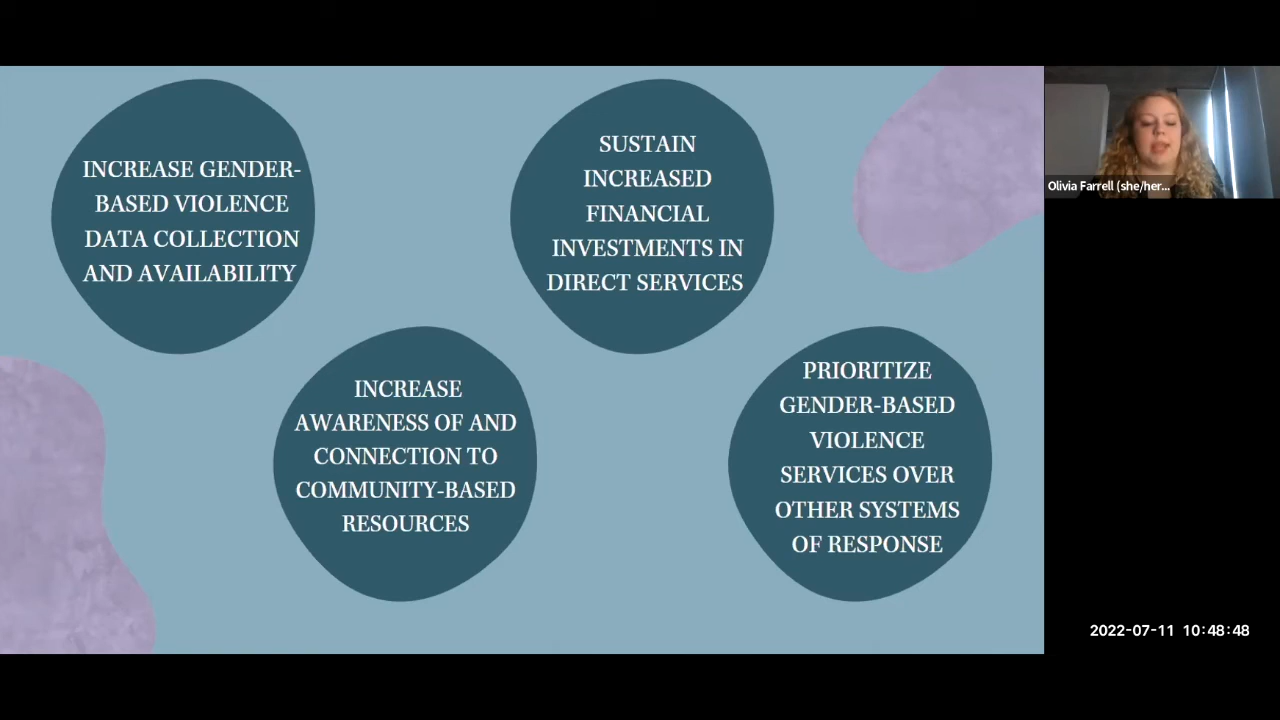 INCREASE GENDER-
BASED VIOLENCE
DATA COLLECTION
AND AVAILABILITY
INCREASE
AWARENESS OF AND
CONNECTION TO
COMMUNITY-BASED
RESOURCES
SUSTAIN
INCREASED
FINANCIAL
INVESTMENTS IN
DIRECT SERVICES
PRIORITIZE
GENDER-BASED
VIOLENCE
SERVICES OVER
OTHER SYSTEMS
OF RESPONSE
Olivia Farrell (she/her...
2022-07-11 10:48:48